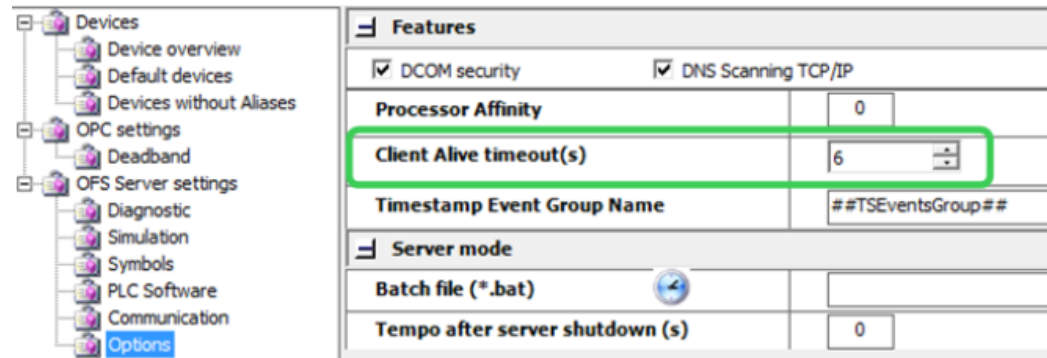 Devices
Device overview
Default devices
Devices without Aliases
OPC settings
Deadband
OFS Server settings
Diagnostic
Simulation
Symbols
PLC Software
Communication
Options
Features
DCOM security DNS Scanning TCP/IP
Processor Affinity 0
Client Alive timeout(s) 6
Timestamp Event Group Name ##TSEventsGroup##
Server mode
Batch file (*.bat)
Tempo after server shutdown (s) 0